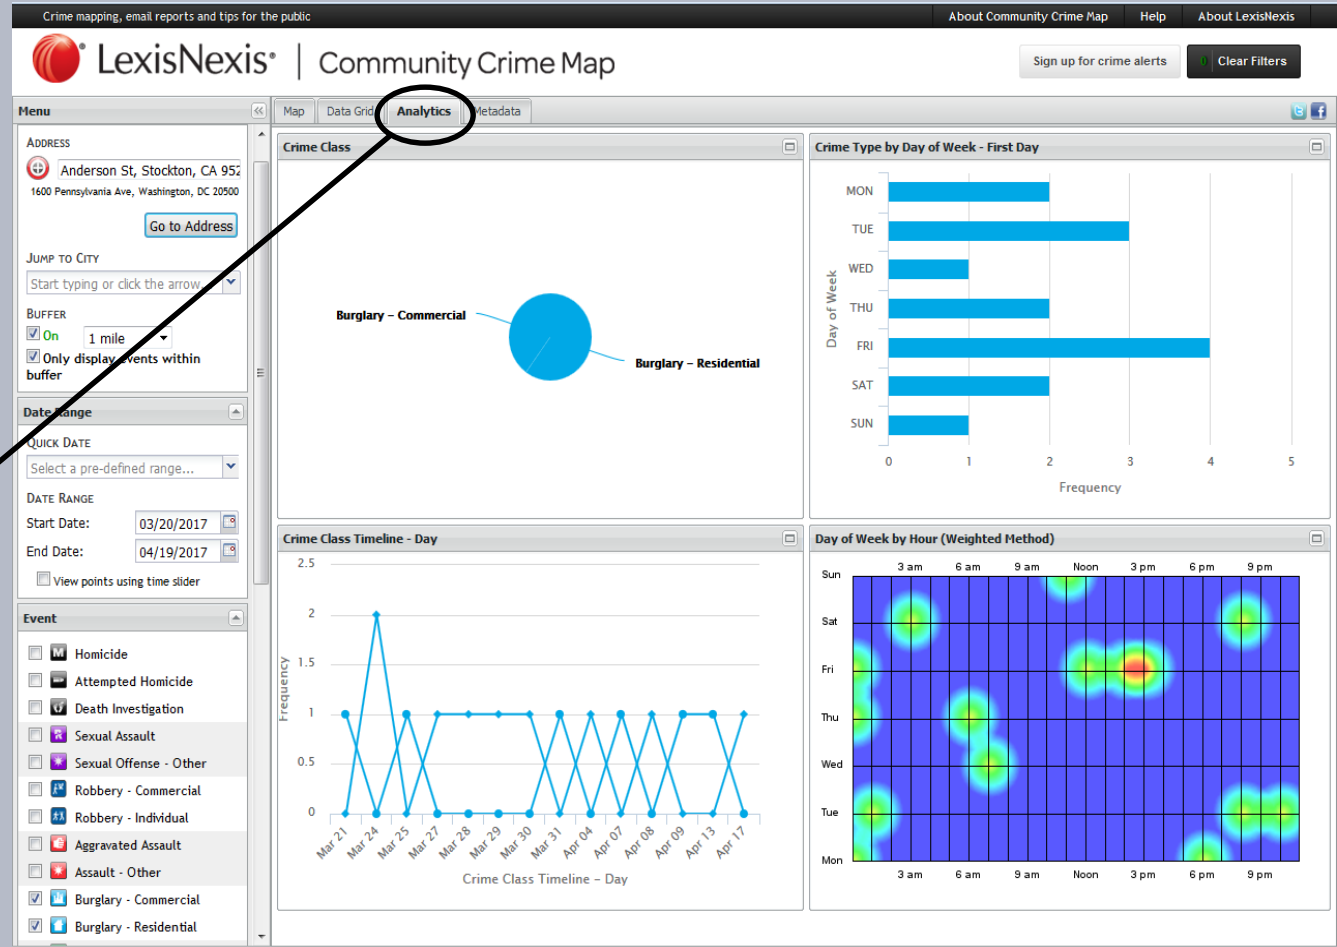 Crime mapping, email reports and tips for the public
About Community Crime Map Help About LexisNexis
LexisNexis® | Community Crime Map
Sign up for crime alerts
0 Clear Filters
Menu
ADDRESS
Anderson St, Stockton, CA 952
1600 Pennsylvania Ave, Washington, DC 20500
Go to Address
JUMP TO CITY
Start typing or click the arrow...
BUFFER
On 1 mile
Only display events within
buffer
Date Range
QUICK DATE
Select a pre-defined range...
DATE RANGE
Start Date: 03/20/2017
End Date: 04/19/2017
View points using time slider
Event
Homicide
Attempted Homicide
Death Investigation
Sexual Assault
Sexual Offense - Other
Robbery - Commercial
Robbery - Individual
Aggravated Assault
Assault - Other
Burglary - Commercial
Burglary - Residential
Map Data Grid Analytics Metadata
Crime Class
Burglary – Commercial
Burglary – Residential
Crime Type by Day of Week - First Day
Day of Week
MON
TUE
WED
THU
FRI
SAT
SUN
0 1 2 3 4 5
Frequency
Crime Class Timeline - Day
Frequency
2.5
2
1.5
1
0.5
0
Mar 21 Mar 24 Mar 25 Mar 27 Mar 28 Mar 29 Mar 30 Mar 31 Apr 04 Apr 07 Apr 08 Apr 09 Apr 13 Apr 17
Crime Class Timeline – Day
Day of Week by Hour (Weighted Method)
3 am 6 am 9 am Noon 3 pm 6 pm 9 pm
Sun
Sat
Fri
Thu
Wed
Tue
Mon
3 am 6 am 9 am Noon 3 pm 6 pm 9 pm